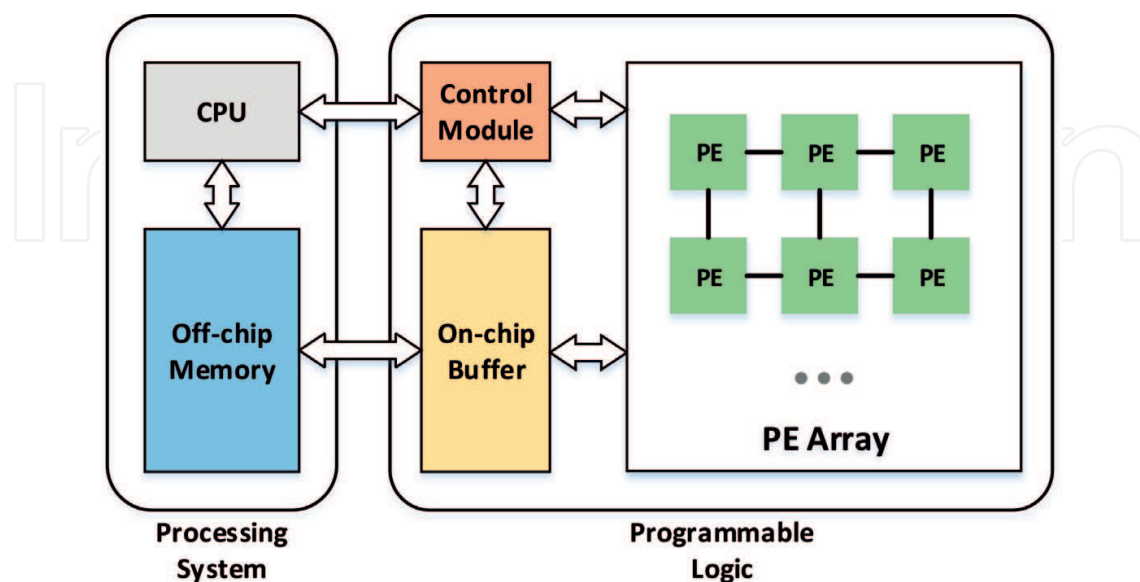 CPU
Control
Module
PE PE PE
PE PE PE
Off-chip
Memory
On-chip
Buffer
PE Array
Processing
System
Programmable
Logic